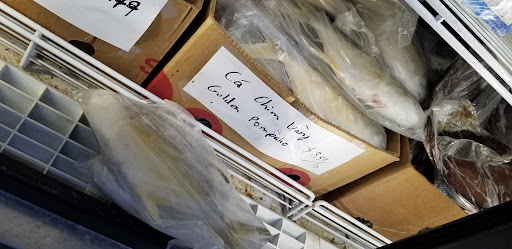 Cá Chim Vàng
Golden Pompano